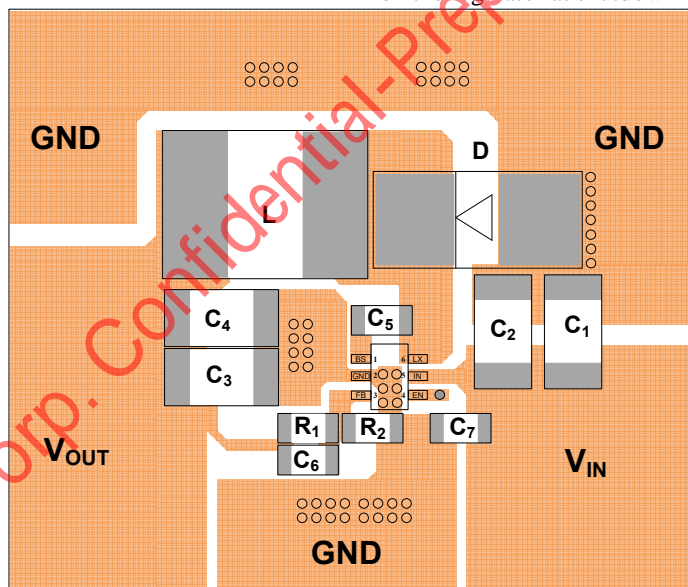 GND
GND
D
L
C4
C5
C2
C1
C3
BS 1 6 LX
GND 2 5 IN
FB 3 4 EN
R1
R2
C7
C6
VOUT
VIN
GND
Corp. Confidential-Prep